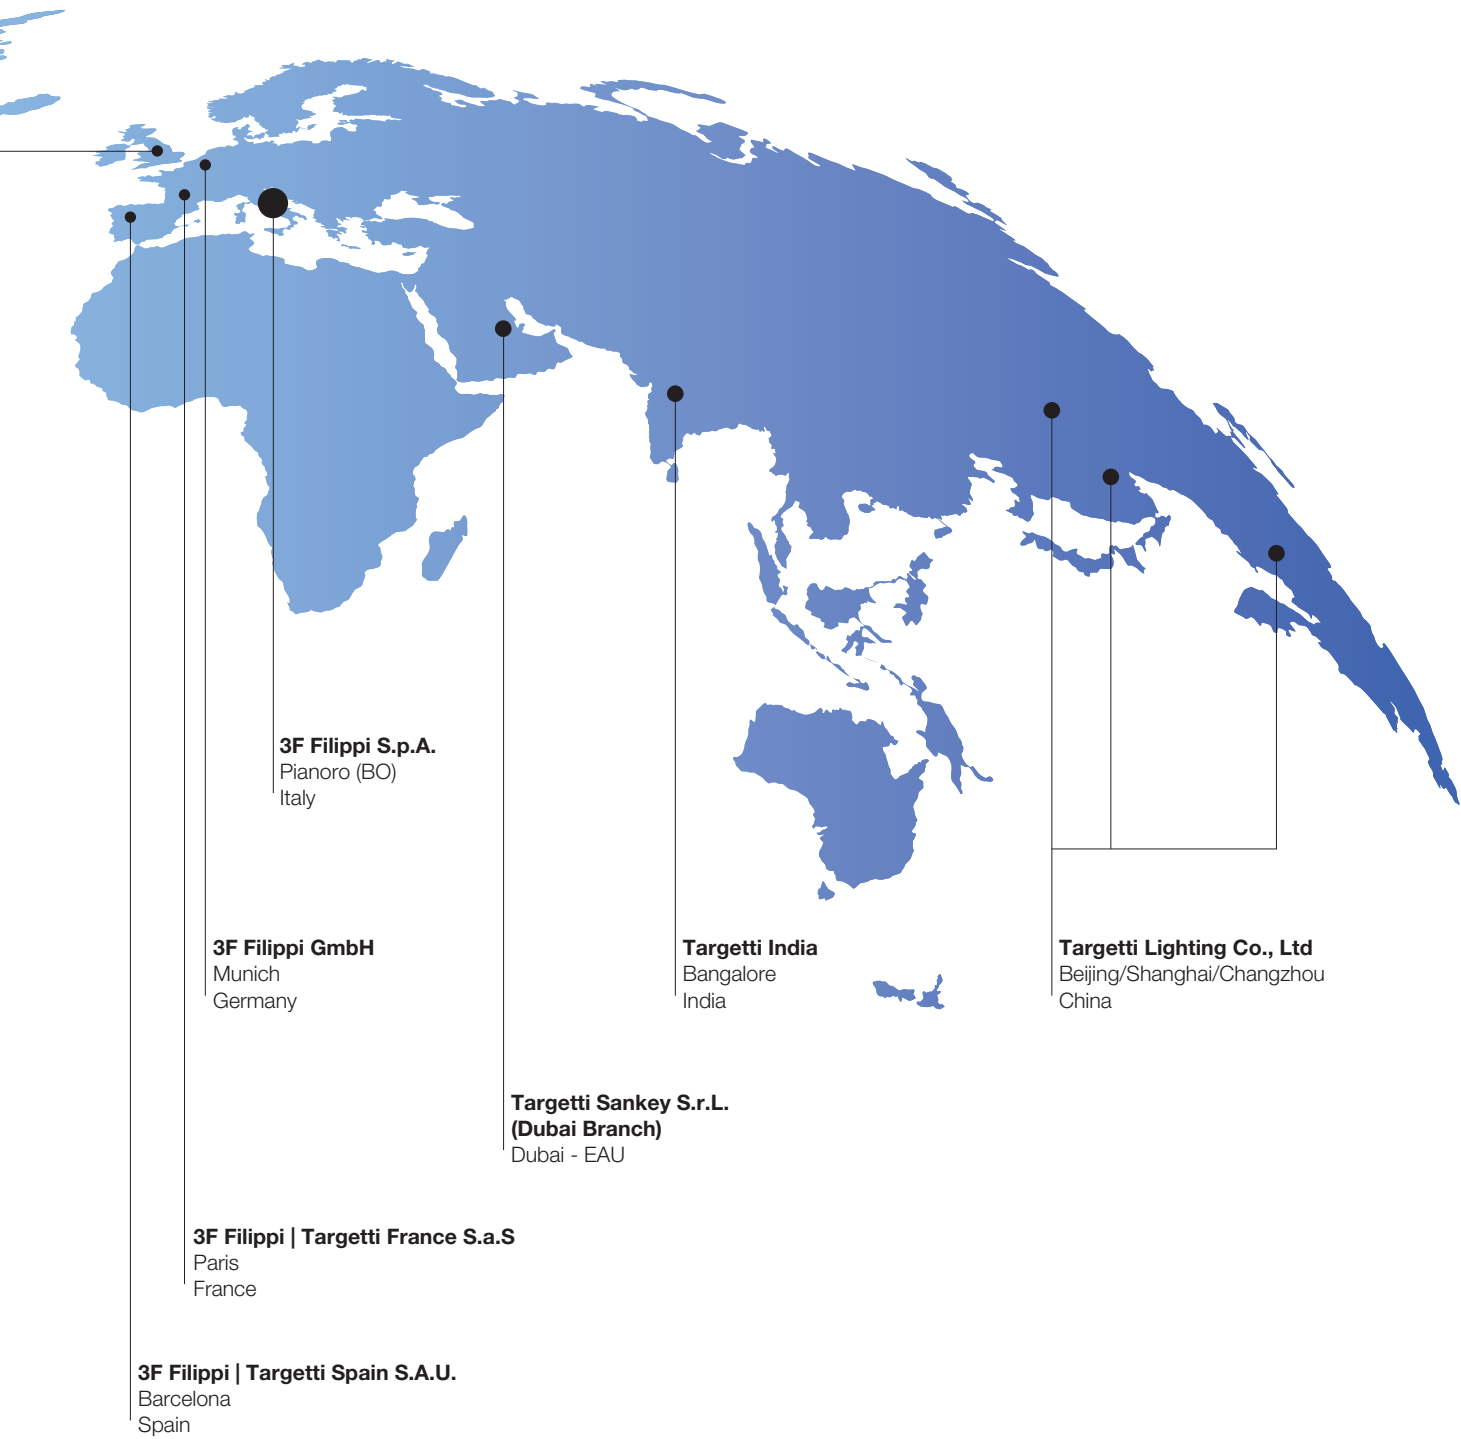 3F Filippi S.p.A.
Pianoro (BO)
Italy
3F Filippi GmbH
Munich
Germany
Targetti India
Bangalore
India
Targetti Lighting Co., Ltd
Beijing/Shanghai/Changzhou
China
Targetti Sankey S.r.L.
(Dubai Branch)
Dubai - EAU
3F Filippi | Targetti France S.a.S
Paris
France
3F Filippi | Targetti Spain S.A.U.
Barcelona
Spain